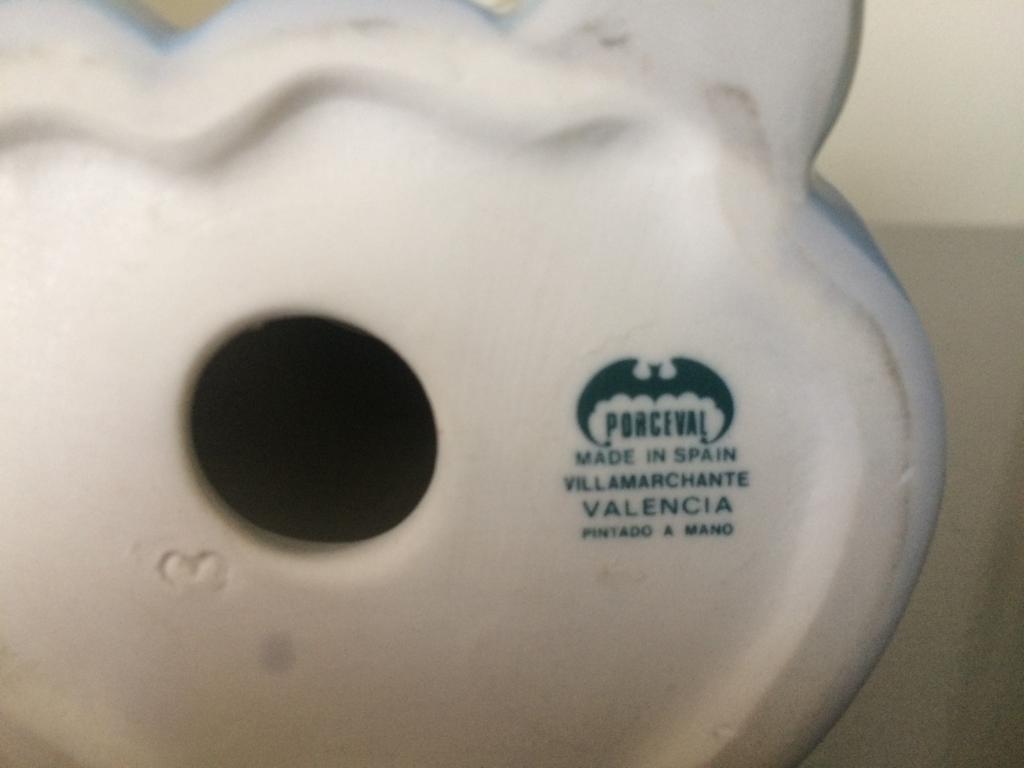 PORCEVAL
MADE IN SPAIN
VILLAMARCHANTE
VALENCIA
PINTADO A MANO